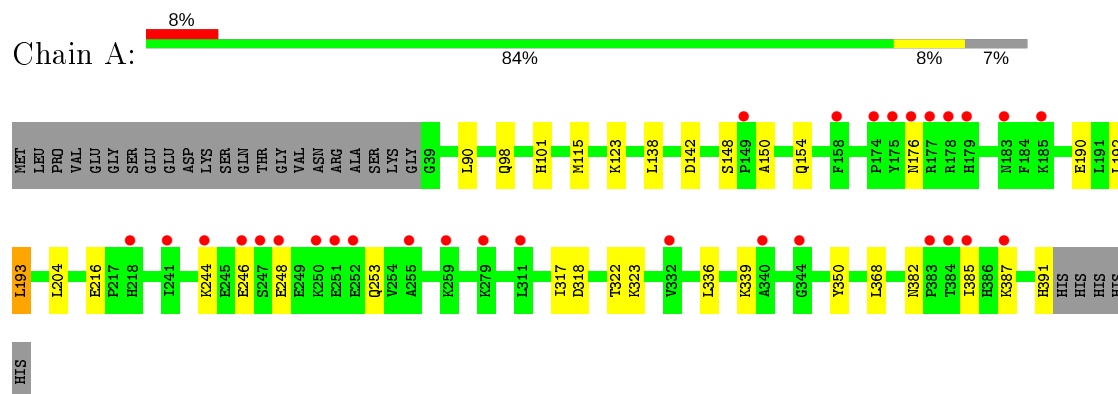 8%
Chain A:
84% 8% 7%
MET LEU PRO VAL GLU GLY SER GLU GLU ASP LYS SER GLN THR GLY VAL ASN ARG ALA SER LYS GLY G39 L90 Q98 H101 M115 K123 L138 D142 S148 P149 A150 Q154 F158 P174 Y175 N176 R177 R178 H179 N183 F184 K185 E190 L191 L192
L193 L204 E216 P217 H218 I241 K244 E245 E246 S247 E248 E249 K250 E251 E252 Q253 V254 A255 K259 K279 L311 I317 D318 T322 K323 V332 L336 K339 A340 G344 Y350 L368 N382 P383 T384 I385 H386 K387 H391 HIS HIS HIS HIS
HIS